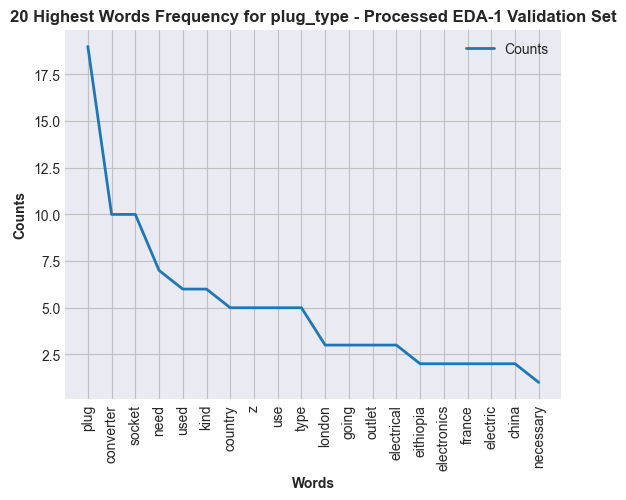 20 Highest Words Frequency for plug_type - Processed EDA-1 Validation Set
Counts
17.5
15.0
12.5
10.0
7.5
5.0
2.5
Counts
plug
converter
socket
need
used
kind
country
z
use
type
london
going
outlet
electrical
eithiopia
electronics
france
electric
china
necessary
Words